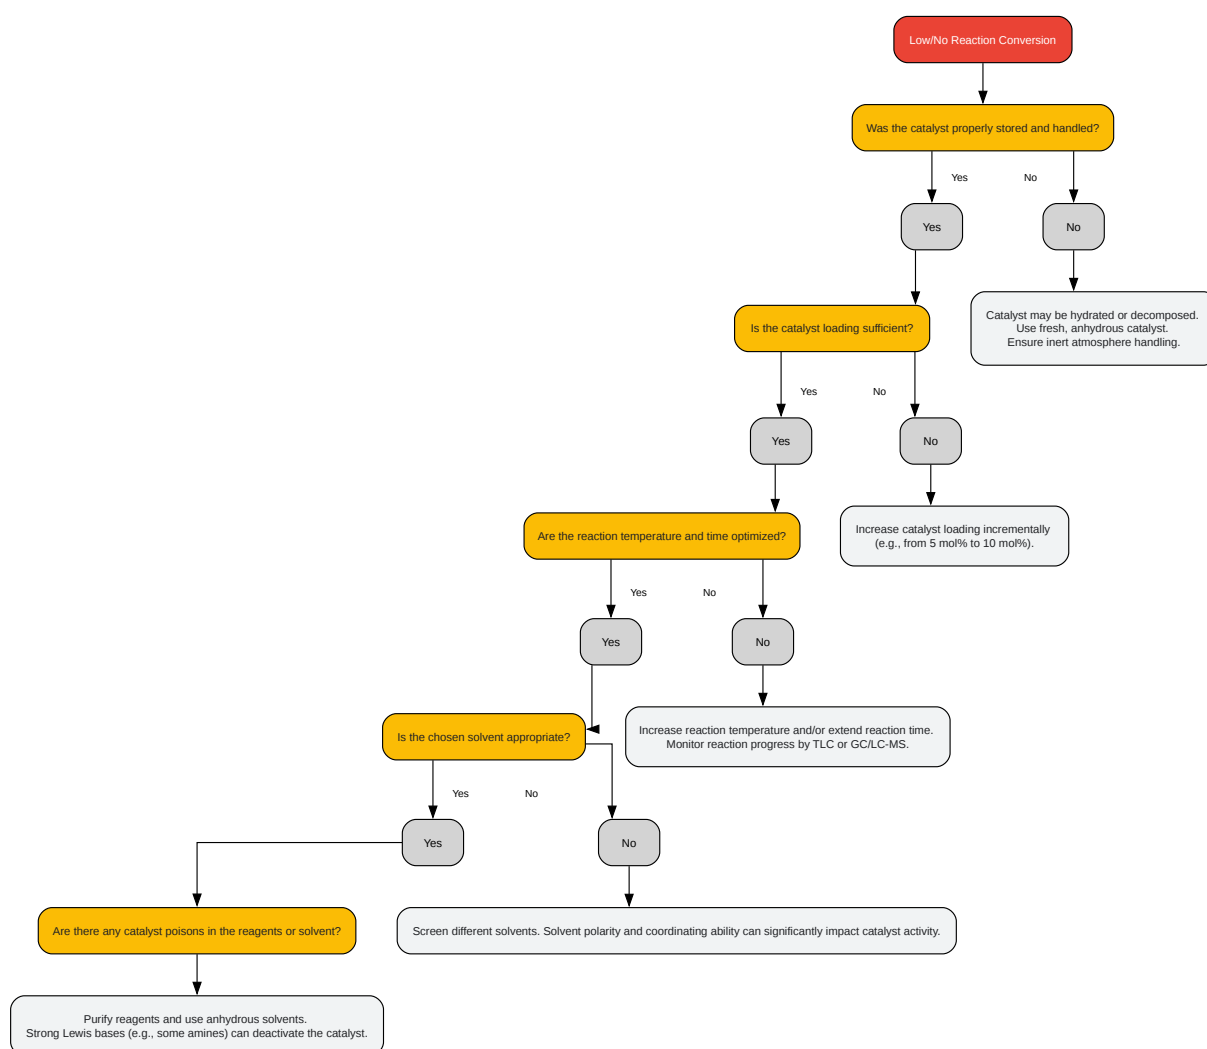 Low/No Reaction Conversion
Was the catalyst properly stored and handled?
Yes
No
Yes
No
Catalyst may be hydrated or decomposed.
Use fresh, anhydrous catalyst.
Ensure inert atmosphere handling.
Is the catalyst loading sufficient?
Yes
No
Yes
No
Increase catalyst loading incrementally
(e.g., from 5 mol% to 10 mol%).
Are the reaction temperature and time optimized?
Yes
No
Yes
No
Increase reaction temperature and/or extend reaction time.
Monitor reaction progress by TLC or GC/LC-MS.
Is the chosen solvent appropriate?
Yes
No
Yes
No
Are there any catalyst poisons in the reagents or solvent?
Screen different solvents. Solvent polarity and coordinating ability can significantly impact catalyst activity.
Purify reagents and use anhydrous solvents.
Strong Lewis bases (e.g., some amines) can deactivate the catalyst.